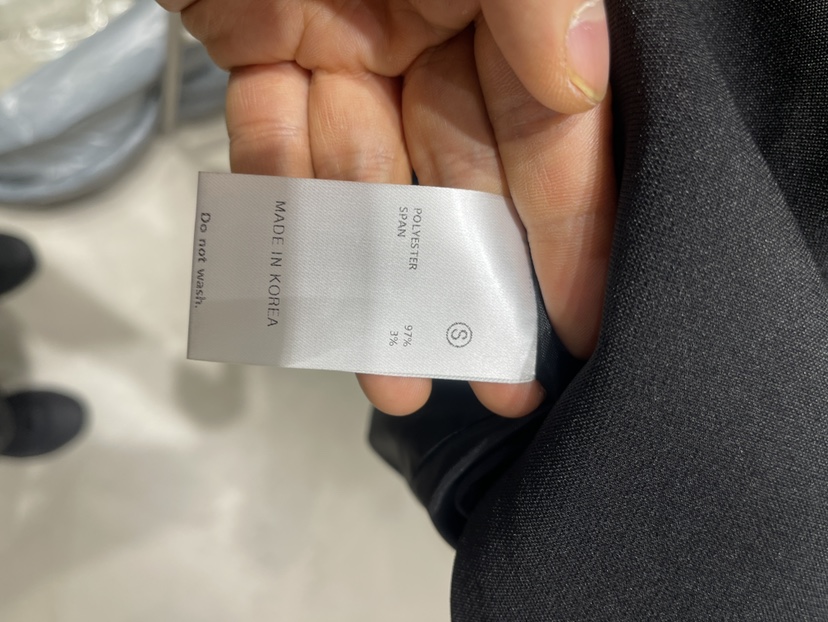 Ⓢ
POLYESTER 97%
SPAN 3%
MADE IN KOREA
Do not wash.